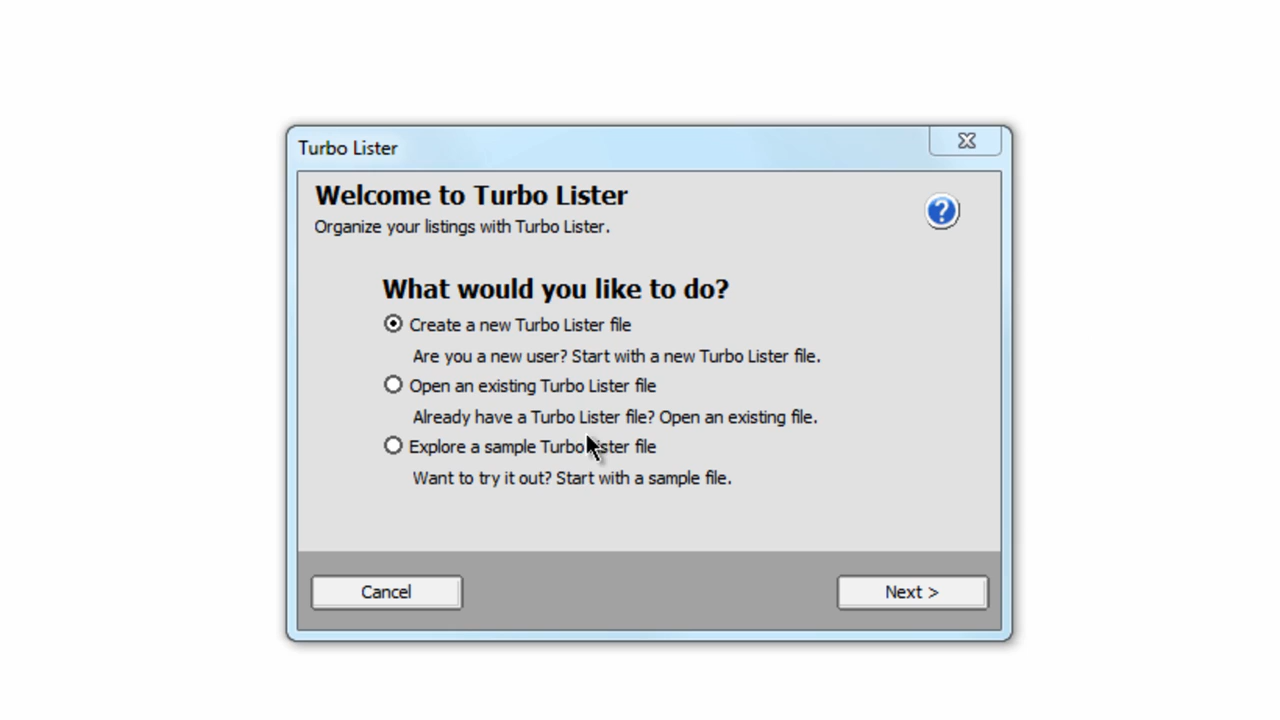 Turbo Lister
Welcome to Turbo Lister
Organize your listings with Turbo Lister.
?
What would you like to do?
Create a new Turbo Lister file
Are you a new user? Start with a new Turbo Lister file.
Open an existing Turbo Lister file
Already have a Turbo Lister file? Open an existing file.
Explore a sample Turbo Lister file
Want to try it out? Start with a sample file.
Cancel
Next >